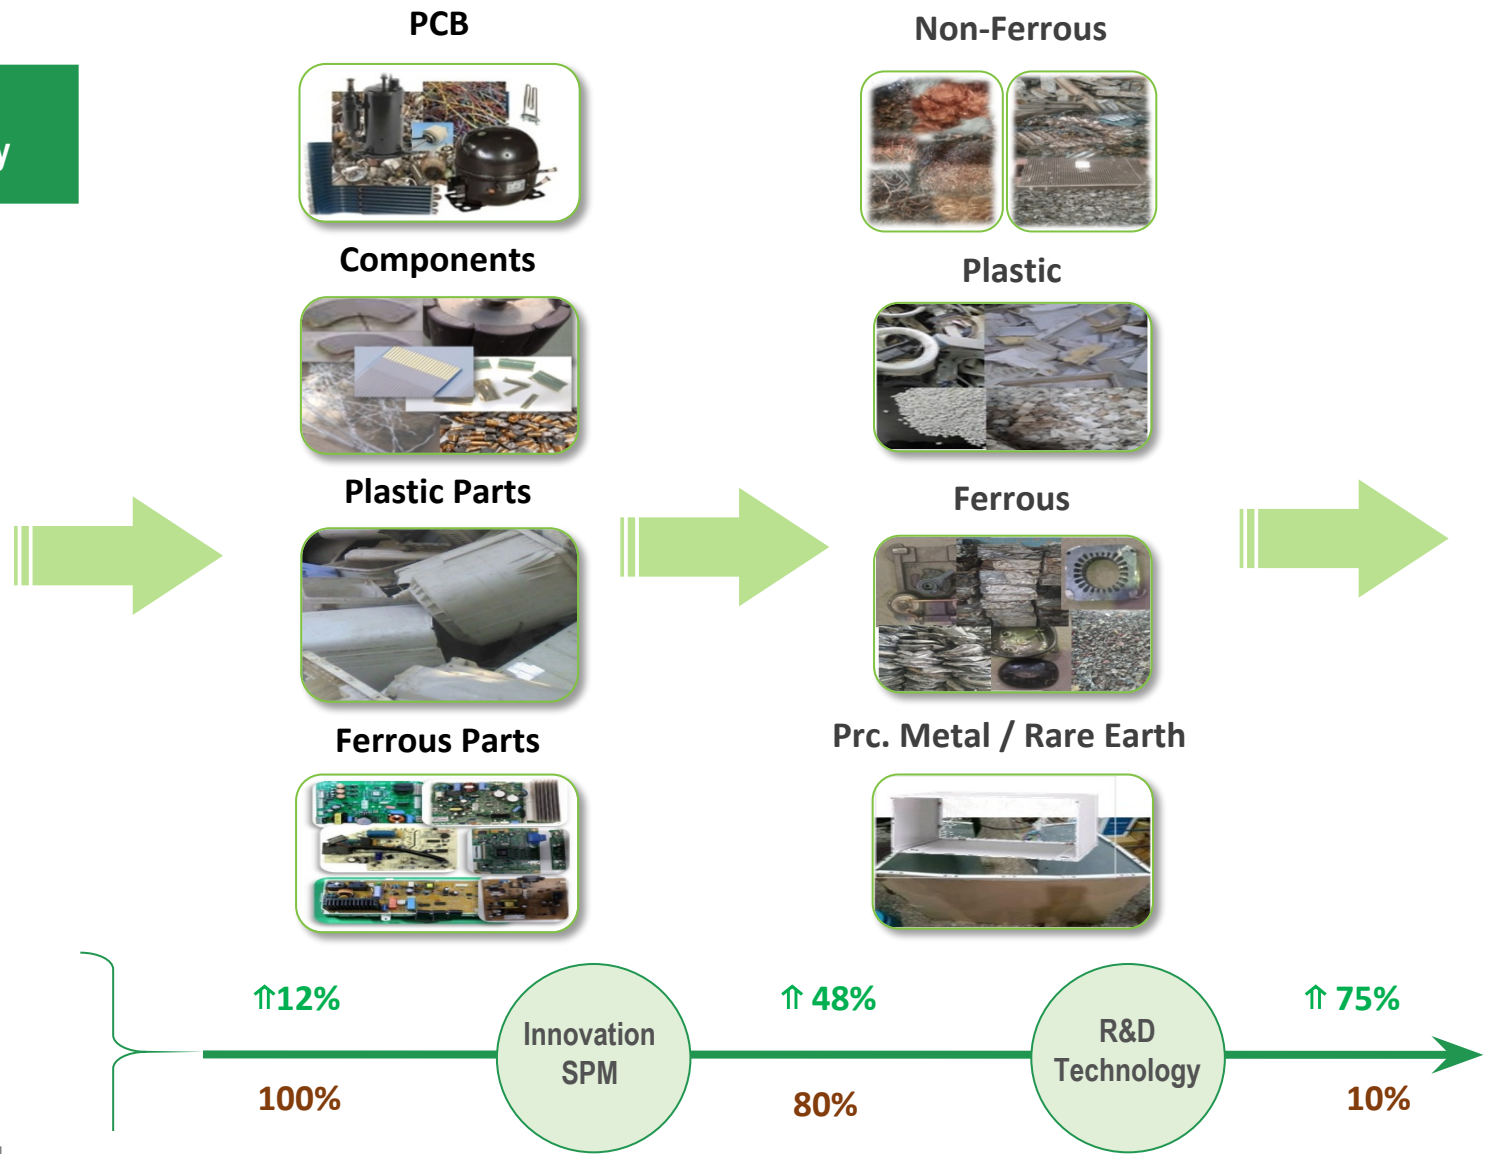 PCB
Non-Ferrous
y
Components
Plastic
Plastic Parts
Ferrous
Ferrous Parts
Prc. Metal / Rare Earth
⇑12%
⇑ 48%
⇑ 75%
Innovation
SPM
R&D
Technology
100%
80%
10%